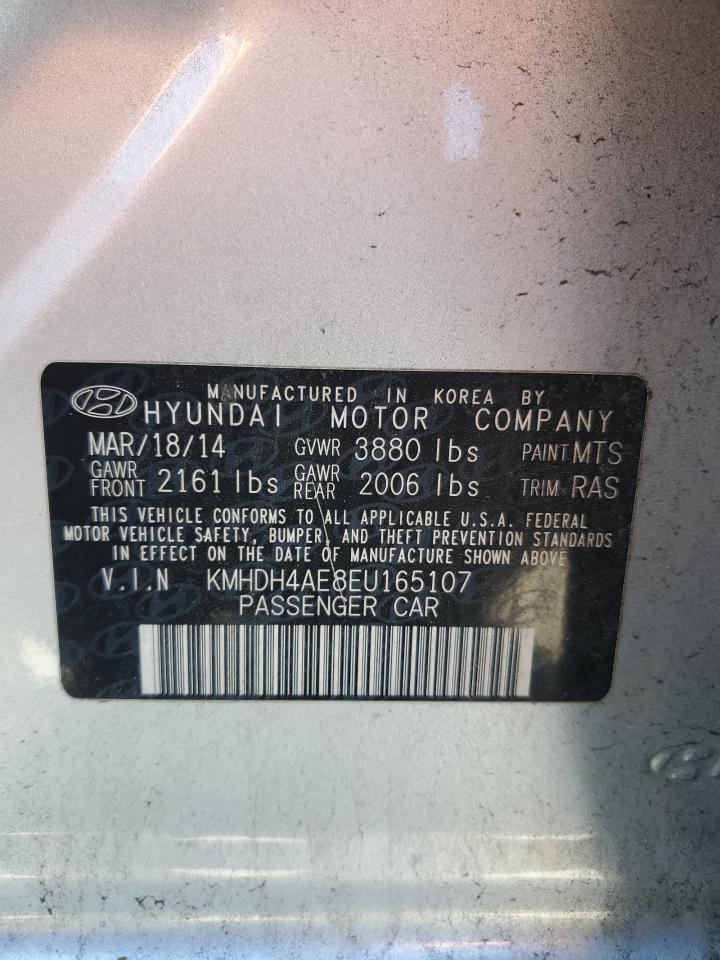 MANUFACTURED IN KOREA BY
HYUNDAI MOTOR COMPANY
MAR/18/14 GVWR 3880 lbs PAINT MTS
GAWR FRONT 2161 lbs GAWR REAR 2006 lbs TRIM RAS
THIS VEHICLE CONFORMS TO ALL APPLICABLE U.S.A. FEDERAL
MOTOR VEHICLE SAFETY, BUMPER, AND THEFT PREVENTION STANDARDS
IN EFFECT ON THE DATE OF MANUFACTURE SHOWN ABOVE
V.I.N KMHDH4AE8EU165107
PASSENGER CAR